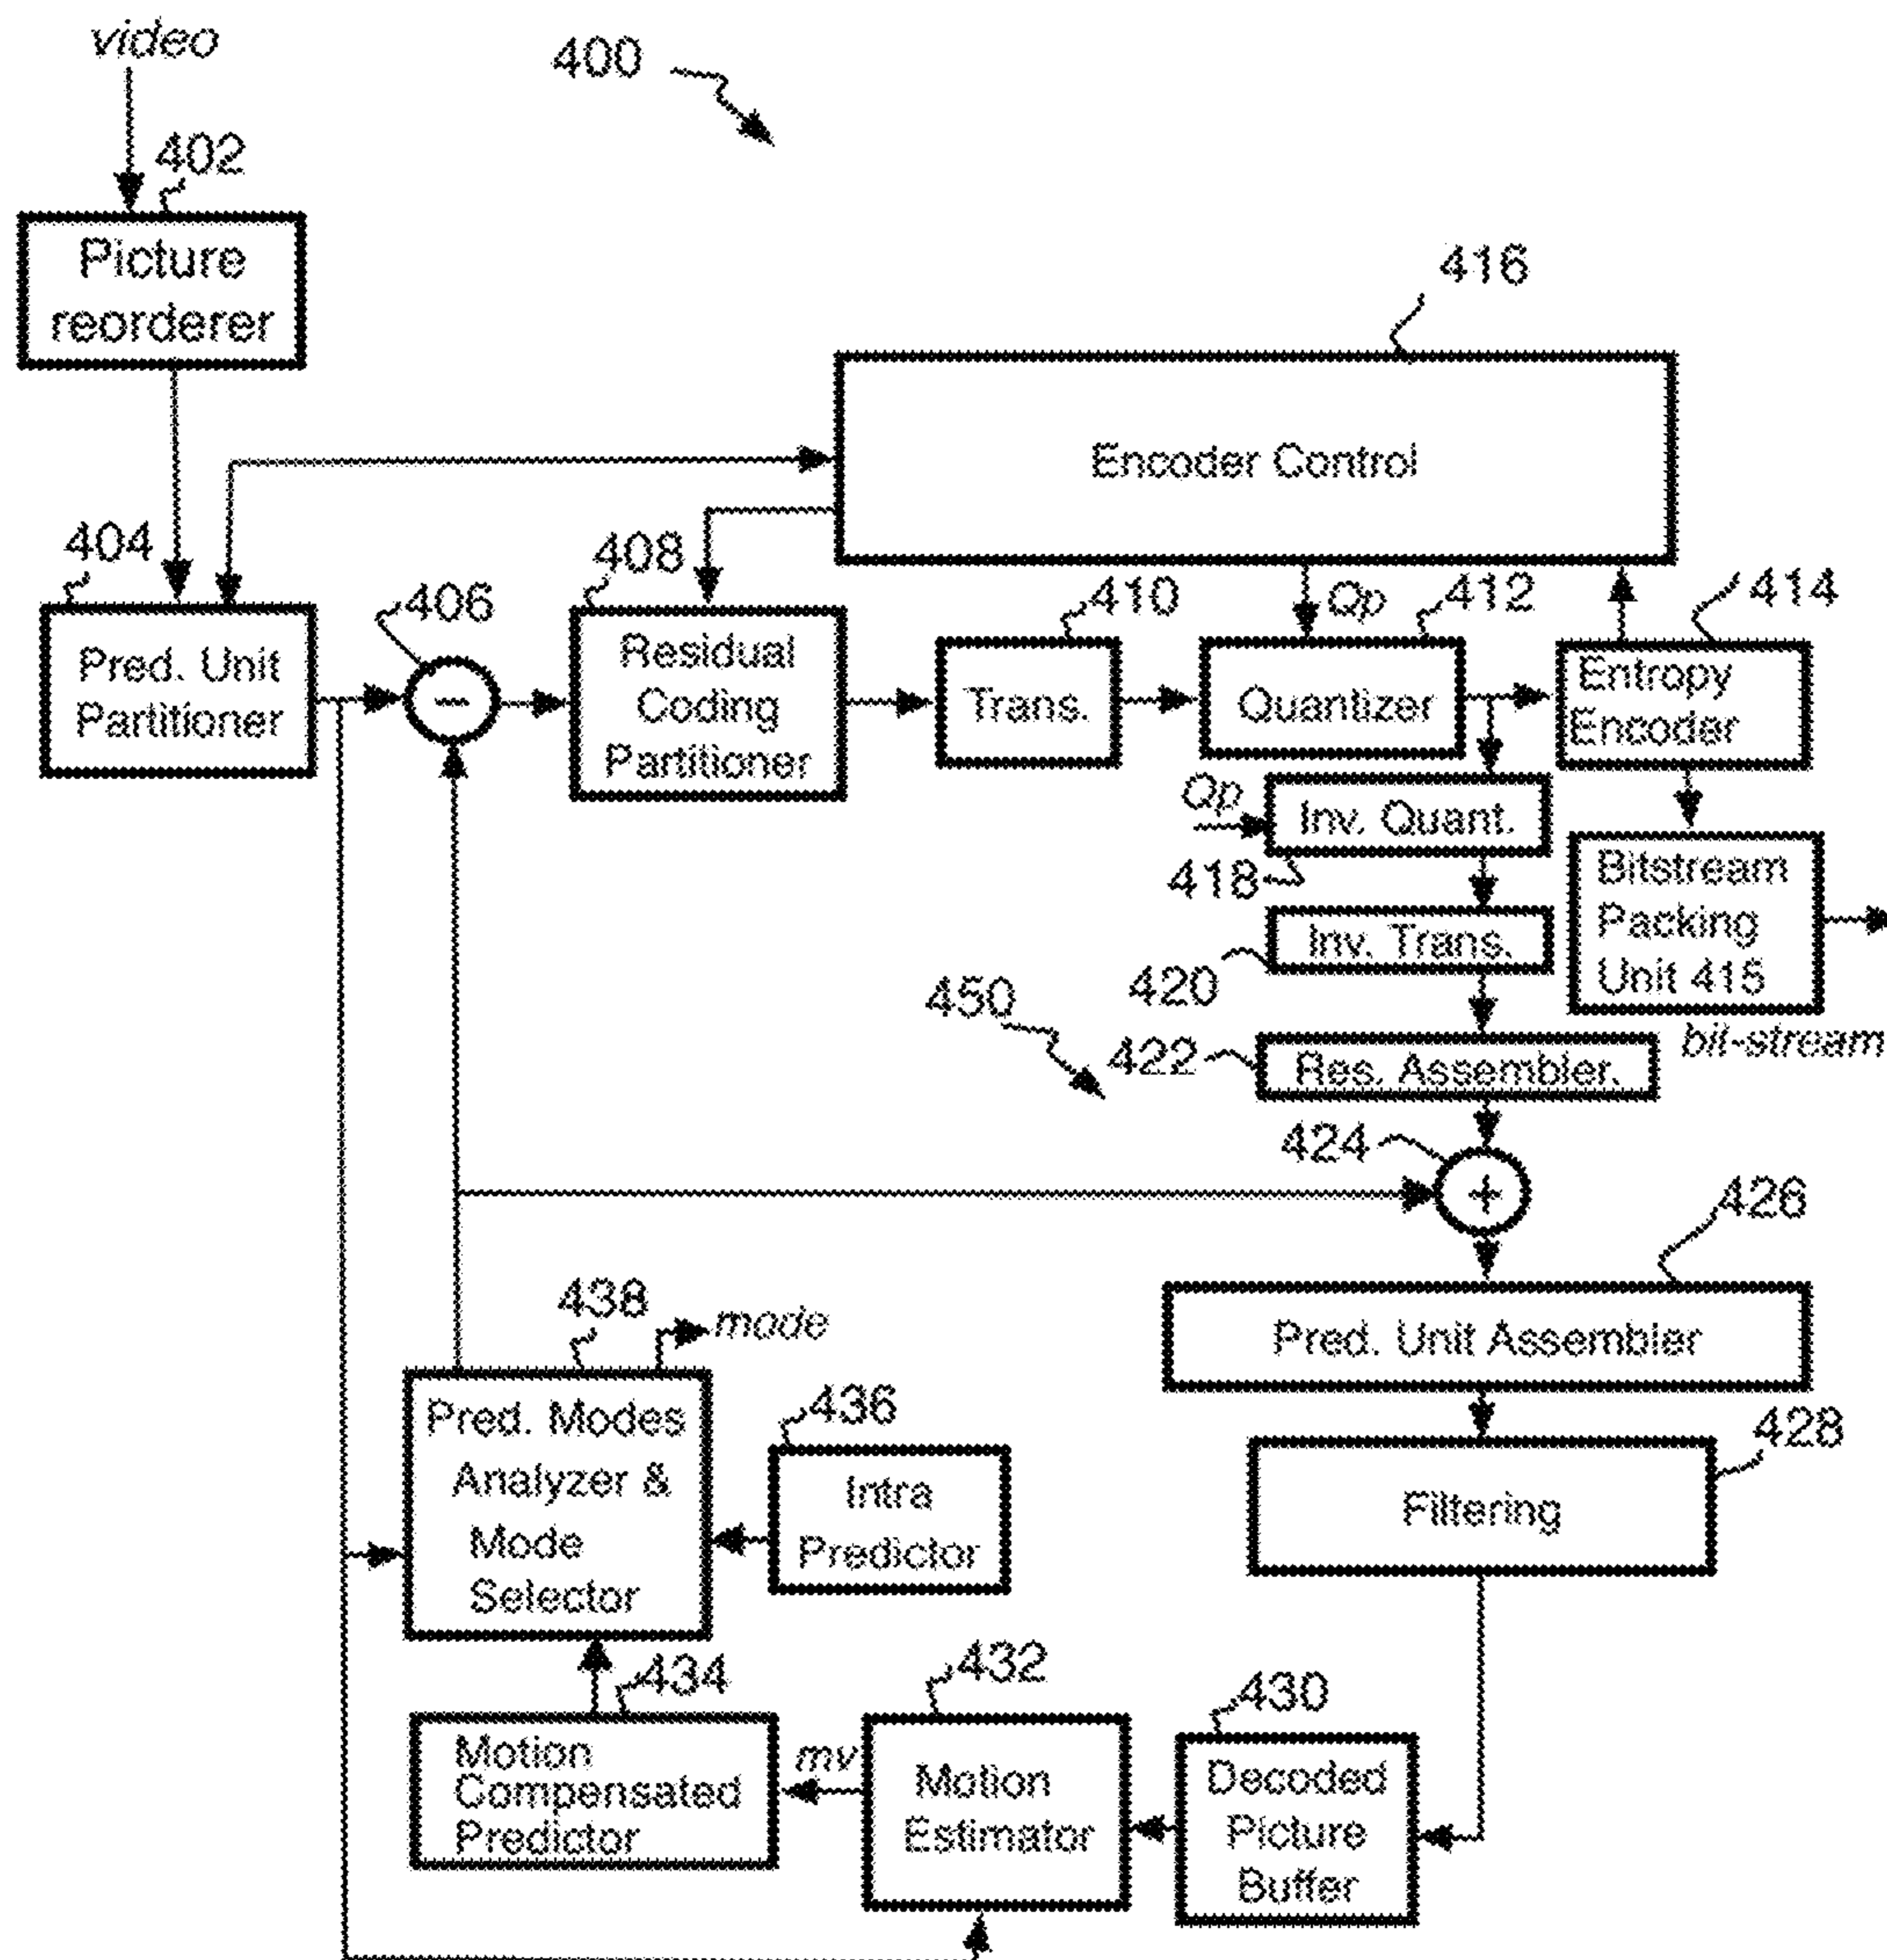 video
400
402
Picture
reorderer
416
Encoder Control
404
Pred. Unit
Partitioner
406
-
408
Residual
Coding
Partitioner
410
Trans.
Qp
412
Quantizer
414
Entropy
Encoder
Qp
Inv. Quant.
418
Inv. Trans.
420
Bitstream
Packing
Unit 415
bit-stream
450
422
Res. Assembler.
424
+
426
Pred. Unit Assembler
438
mode
Pred. Modes
Analyzer &
Mode
Selector
436
Intra
Predictor
428
Filtering
434
Motion
Compensated
Predictor
mv
432
Motion
Estimator
430
Decoded
Picture
Buffer